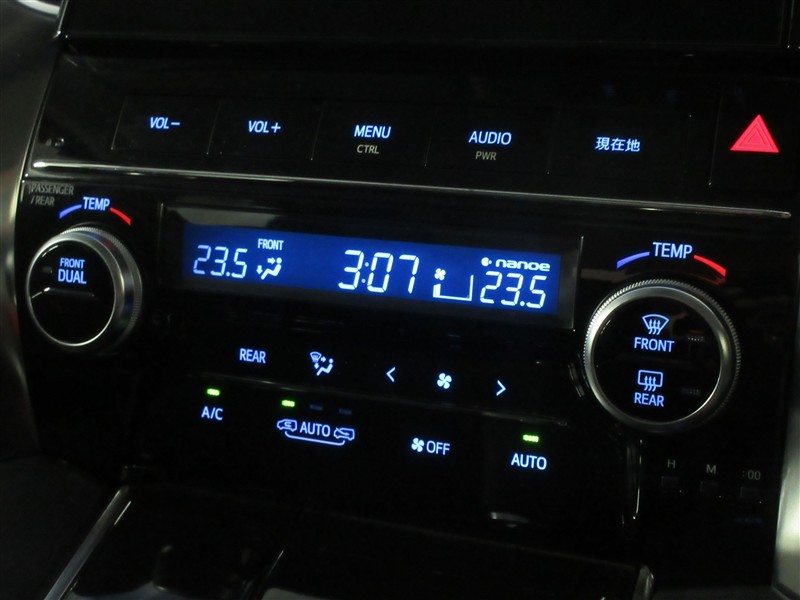 VOL− VOL+ MENU AUDIO 現在地
CTRL PWR
PASSENGER
/REAR
TEMP
FRONT
DUAL
23.5 FRONT 3:07 nanoe 23.5
TEMP
FRONT
REAR
REAR
A/C AUTO OFF AUTO
H M :00